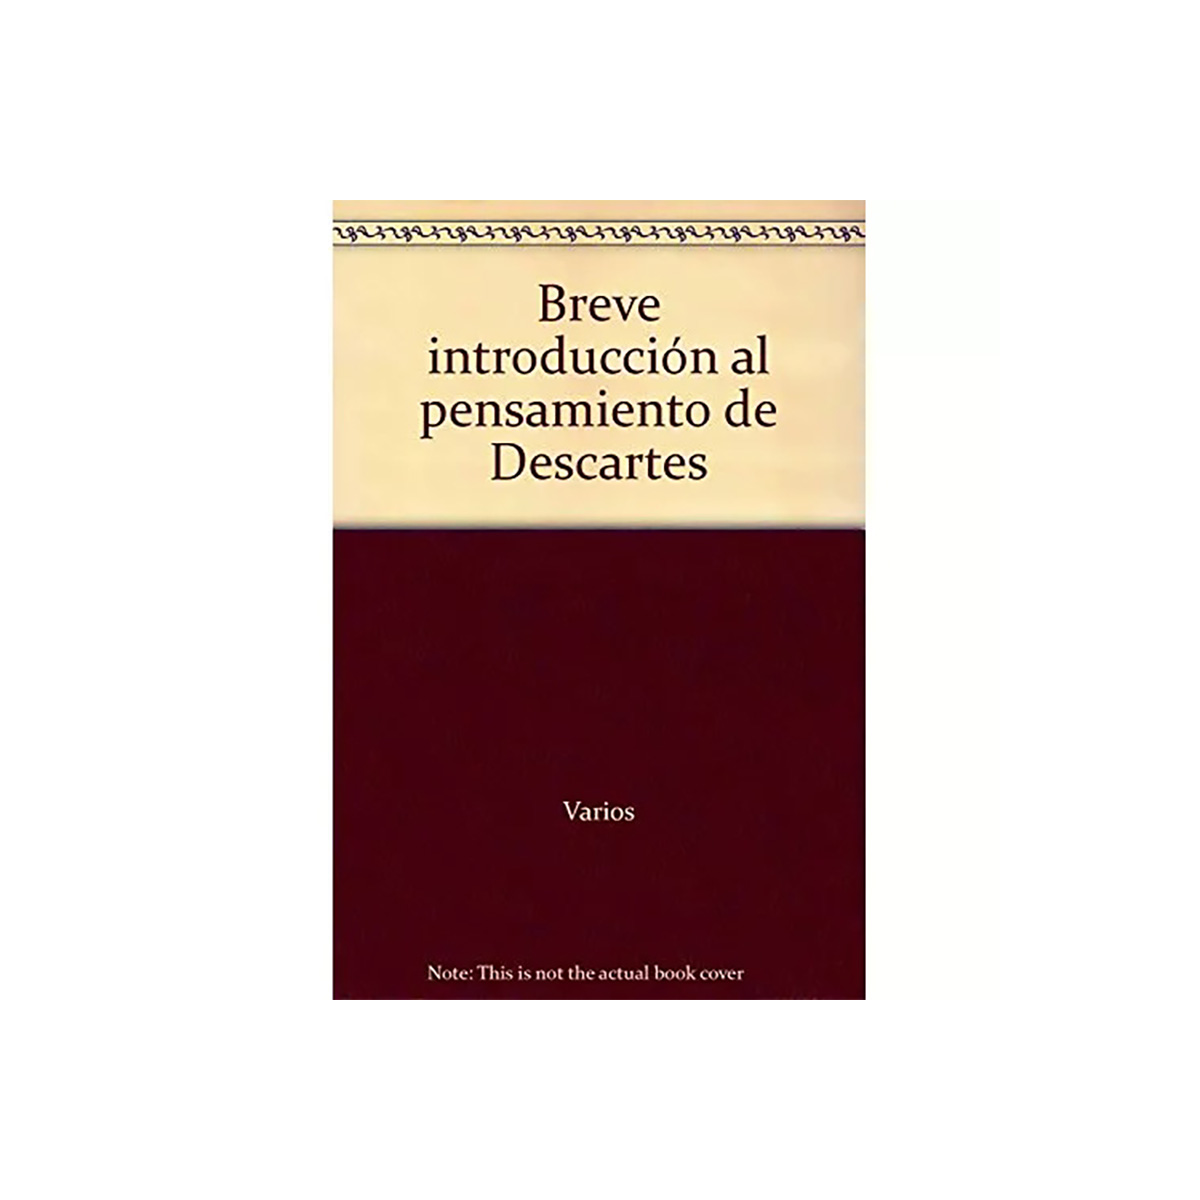 Breve
introducción al
pensamiento de
Descartes
Varios
Note: This is not the actual book cover